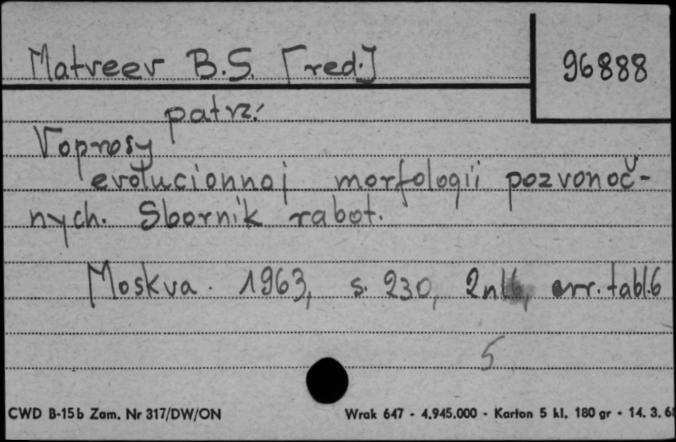 Matveev B.S. [red.]
96888
patrz:
Voprosy
evolucionnoj morfologii pozvonoč-
nych. Sbornik rabot.
Moskva. 1963, s. 230, 2nlb, err. tabl.6
5
CWD B-15b Zam. Nr 317/DW/ON
Wrak 647 - 4.945.000 - Karton 5 kl. 180 gr - 14. 3. 68